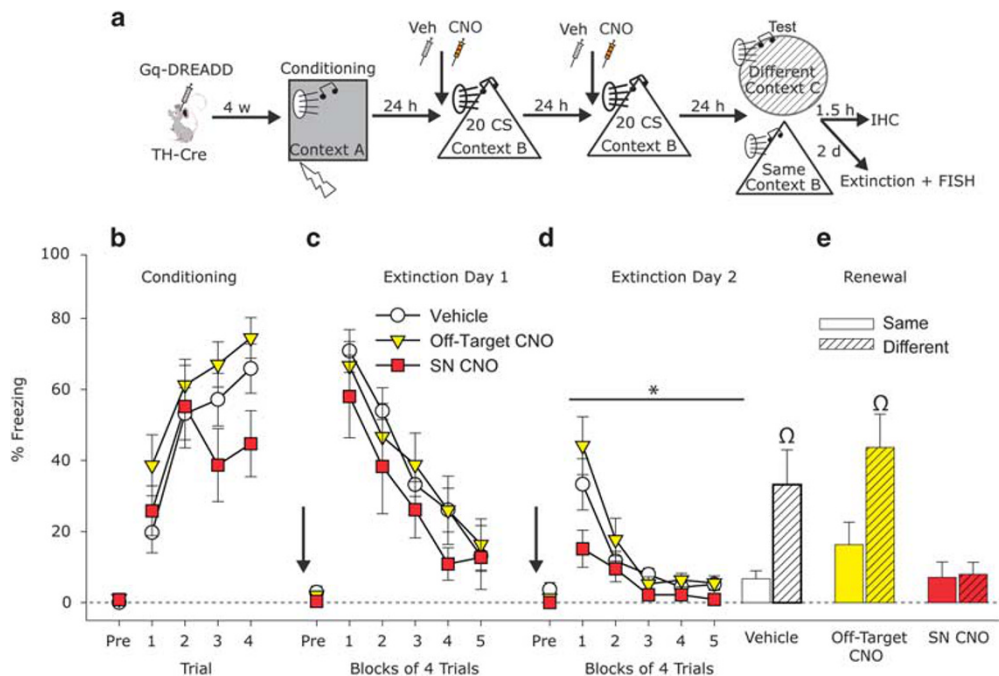 a
Gq-DREADD
TH-Cre
4 w
Conditioning
Context A
24 h
Veh CNO
20 CS
Context B
24 h
Veh CNO
20 CS
Context B
24 h
Test
Different
Context C
Same
Context B
1.5 h
IHC
2 d
Extinction + FISH
b
c
d
e
Conditioning
Extinction Day 1
Extinction Day 2
Renewal
Vehicle
Off-Target CNO
SN CNO
Same
Different
*
Ω
Ω
% Freezing
100
80
60
40
20
0
Pre 1 2 3 4
Trial
Pre 1 2 3 4 5
Blocks of 4 Trials
Pre 1 2 3 4 5
Blocks of 4 Trials
Vehicle
Off-Target
CNO
SN CNO